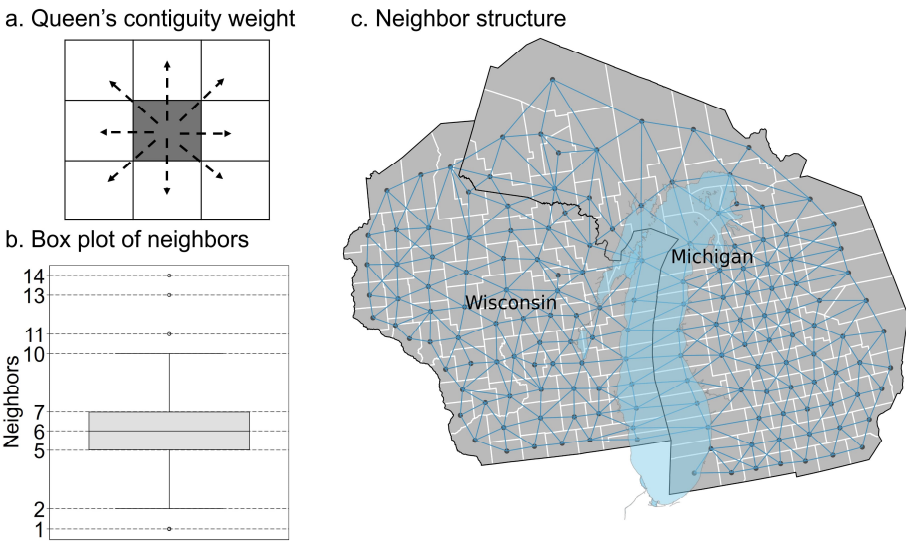 a. Queen's contiguity weight
b. Box plot of neighbors
Neighbors
14
13
11
10
7
6
5
2
1
c. Neighbor structure
Michigan
Wisconsin